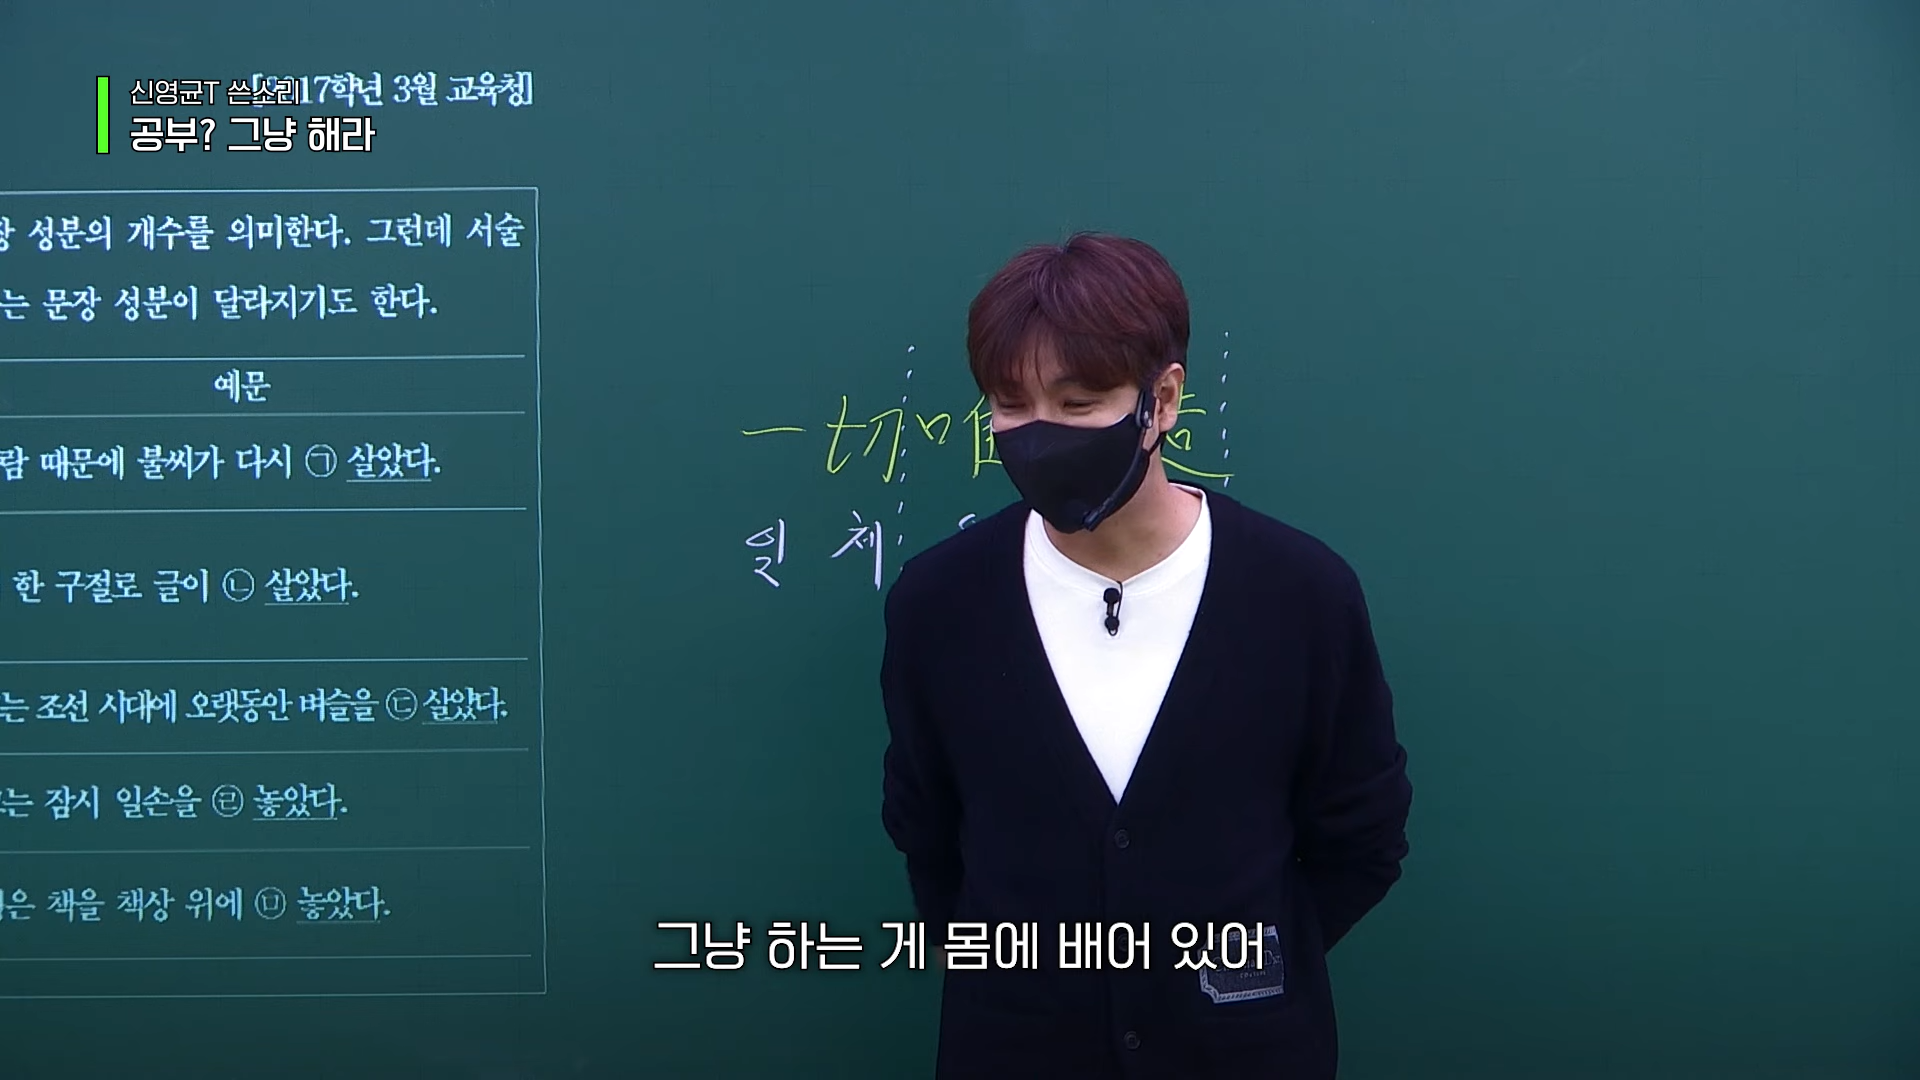 신영균T 쓴소리
공부? 그냥 해라
[2017학년 3월 교육청]
장 성분의 개수를 의미한다. 그런데 서술
는 문장 성분이 달라지기도 한다.
예문
람 때문에 불씨가 다시 ㉠ 살았다.
한 구절로 글이 ㉡ 살았다.
는 조선 시대에 오랫동안 벼슬을 ㉢ 살았다.
는 잠시 일손을 ㉣ 놓았다.
은 책을 책상 위에 ㉤ 놓았다.
一切唯 造
일체
그냥 하는 게 몸에 배어 있어